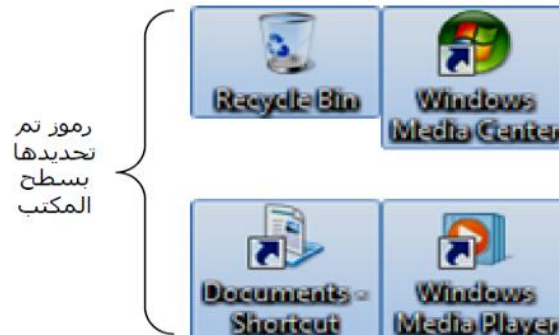 رموز تم
تحديدها
بسطح
المكتب
Recycle Bin
Windows
Media Center
Documents -
Shortcut
Windows
Media Player